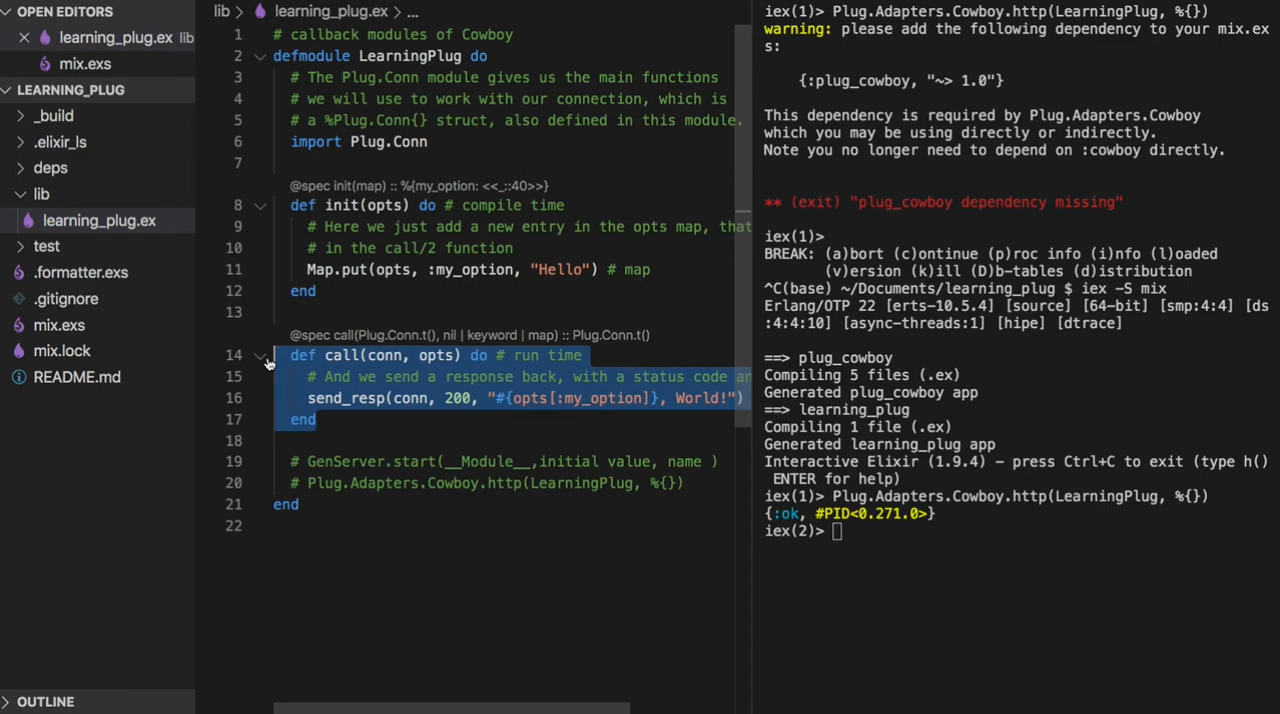 OPEN EDITORS
learning_plug.ex lib
mix.exs
LEARNING_PLUG
_build
.elixir_ls
deps
lib
learning_plug.ex
test
.formatter.exs
.gitignore
mix.exs
mix.lock
README.md
OUTLINE
lib > learning_plug.ex > ...
1 # callback modules of Cowboy
2 defmodule LearningPlug do
3 # The Plug.Conn module gives us the main functions
4 # we will use to work with our connection, which is
5 # a %Plug.Conn{} struct, also defined in this module.
6 import Plug.Conn
7
@spec init(map) :: %{my_option: <<_::40>>}
8 def init(opts) do # compile time
9 # Here we just add a new entry in the opts map, that
10 # in the call/2 function
11 Map.put(opts, :my_option, "Hello") # map
12 end
13
@spec call(Plug.Conn.t(), nil | keyword | map) :: Plug.Conn.t()
14 def call(conn, opts) do # run time
15 # And we send a response back, with a status code an
16 send_resp(conn, 200, "#{opts[:my_option]}, World!")
17 end
18
19 # GenServer.start(__Module__,initial value, name )
20 # Plug.Adapters.Cowboy.http(LearningPlug, %{})
21 end
22
iex(1)> Plug.Adapters.Cowboy.http(LearningPlug, %{})
warning: please add the following dependency to your mix.ex
s:
{:plug_cowboy, "~> 1.0"}
This dependency is required by Plug.Adapters.Cowboy
which you may be using directly or indirectly.
Note you no longer need to depend on :cowboy directly.
** (exit) "plug_cowboy dependency missing"
iex(1)>
BREAK: (a)bort (c)ontinue (p)roc info (i)nfo (l)oaded
(v)ersion (k)ill (D)b-tables (d)istribution
^C(base) ~/Documents/learning_plug $ iex -S mix
Erlang/OTP 22 [erts-10.5.4] [source] [64-bit] [smp:4:4] [ds
:4:4:10] [async-threads:1] [hipe] [dtrace]
==> plug_cowboy
Compiling 5 files (.ex)
Generated plug_cowboy app
==> learning_plug
Compiling 1 file (.ex)
Generated learning_plug app
Interactive Elixir (1.9.4) - press Ctrl+C to exit (type h()
ENTER for help)
iex(1)> Plug.Adapters.Cowboy.http(LearningPlug, %{})
{:ok, #PID<0.271.0>}
iex(2)>